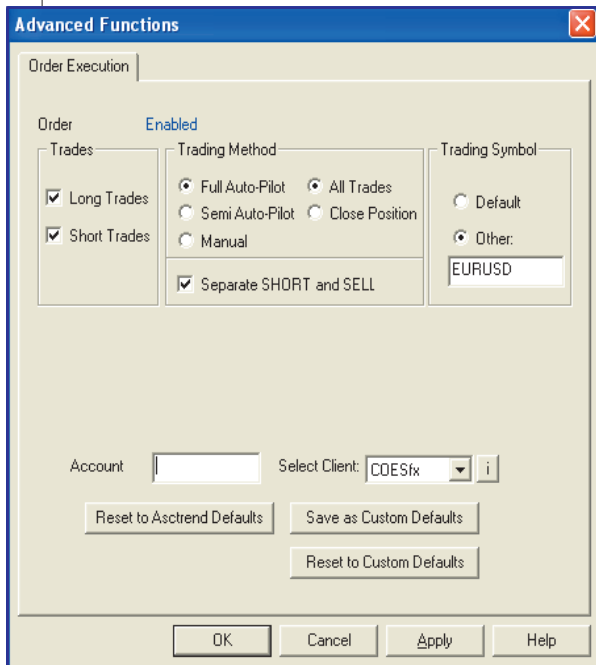 Advanced Functions
Order Execution
Order Enabled
Trades Trading Method Trading Symbol
Long Trades Full Auto-Pilot All Trades Default
Short Trades Semi Auto-Pilot Close Position Other:
Manual EURUSD
Separate SHORT and SELL
Account Select Client: COESfx i
Reset to Asctrend Defaults Save as Custom Defaults
Reset to Custom Defaults
OK Cancel Apply Help